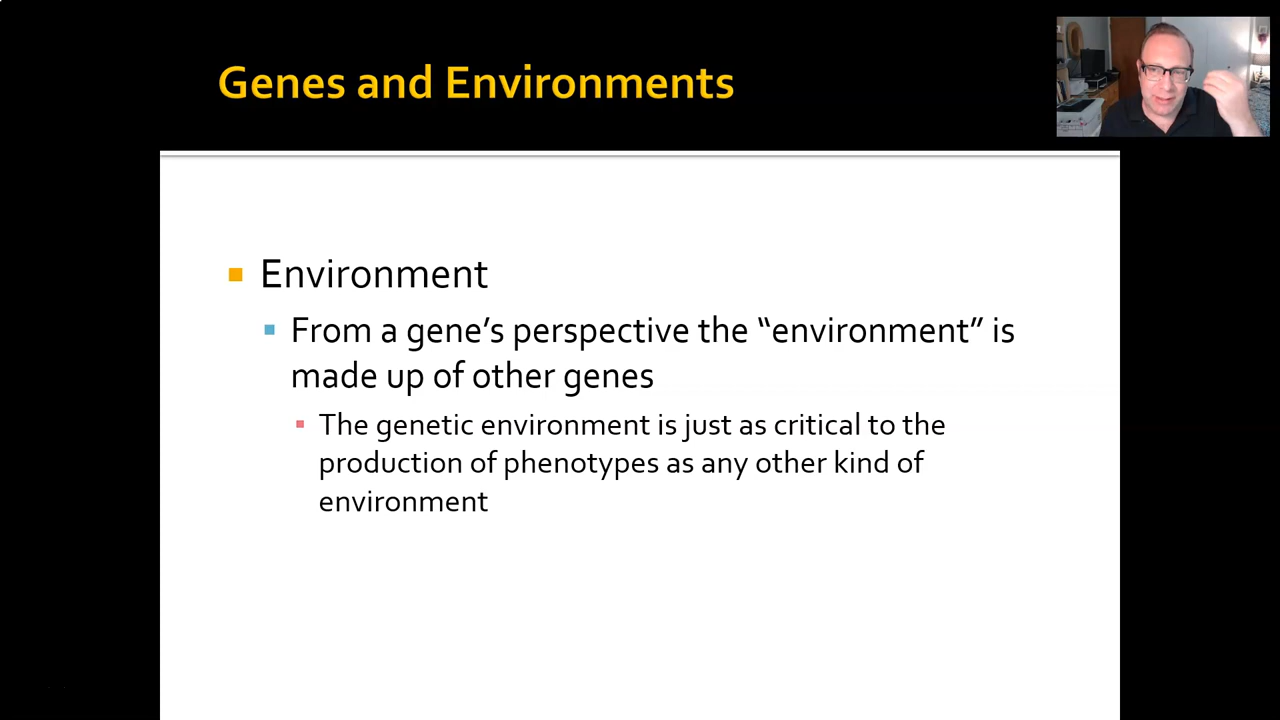 Genes and Environments
Environment
From a gene’s perspective the “environment” is
made up of other genes
The genetic environment is just as critical to the
production of phenotypes as any other kind of
environment